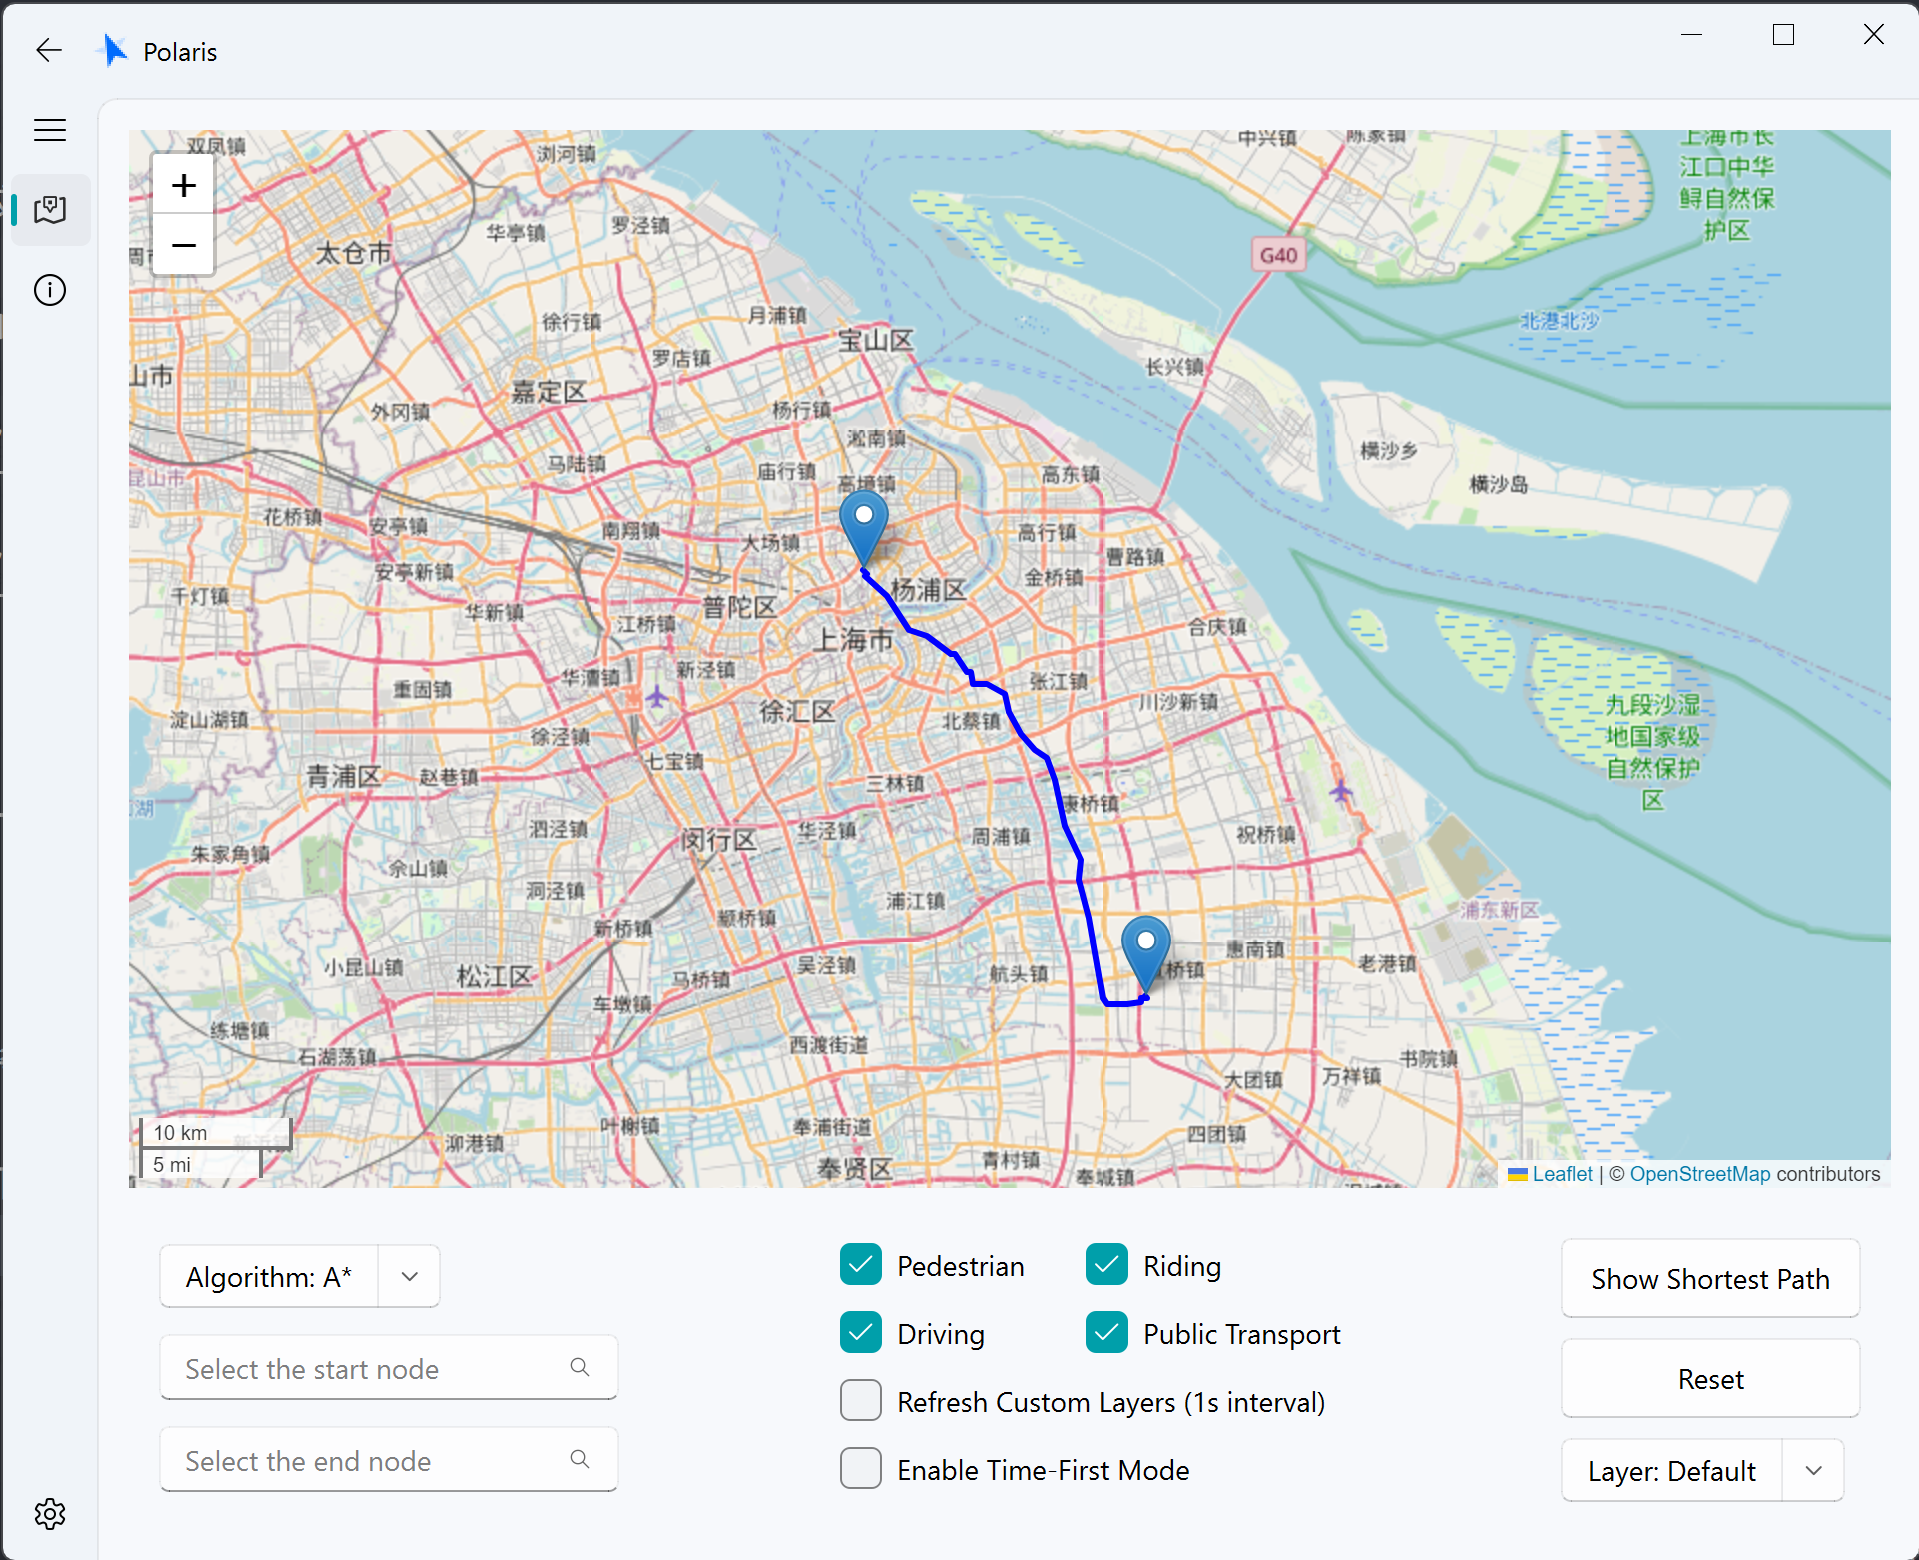 Polaris
双凤镇
浏河镇
中兴镇
陈家镇
上海市长
江口中华
鲟自然保
护区
+
−
太仓市
华亭镇
罗泾镇
G40
徐行镇
月浦镇
宝山区
北港北沙
罗店镇
长兴镇
山市
嘉定区
外冈镇
杨行镇
淞南镇
横沙乡
昆山市
马陆镇
庙行镇
高境镇
高东镇
横沙岛
花桥镇
安亭镇
南翔镇
大场镇
高行镇
曹路镇
安亭新镇
金桥镇
千灯镇
华新镇
普陀区
杨浦区
江桥镇
上海市
合庆镇
华漕镇
新泾镇
张江镇
重固镇
川沙新镇
淀山湖镇
徐泾镇
徐汇区
北蔡镇
九段沙湿
地国家级
自然保护
区
青浦区
赵巷镇
七宝镇
三林镇
康桥镇
湖
泗泾镇
闵行区
华泾镇
周浦镇
祝桥镇
朱家角镇
佘山镇
洞泾镇
浦江镇
浦东新区
新桥镇
颛桥镇
小昆山镇
松江区
马桥镇
吴泾镇
航头镇
桥镇
惠南镇
老港镇
车墩镇
练塘镇
石湖荡镇
西渡街道
书院镇
大团镇
万祥镇
10 km
泖港镇
叶榭镇
奉浦街道
四团镇
5 mi
奉贤区
青村镇
奉城镇
Leaflet | © OpenStreetMap contributors
Algorithm: A*
Pedestrian
Riding
Show Shortest Path
Select the start node
Driving
Public Transport
Reset
Select the end node
Refresh Custom Layers (1s interval)
Enable Time-First Mode
Layer: Default